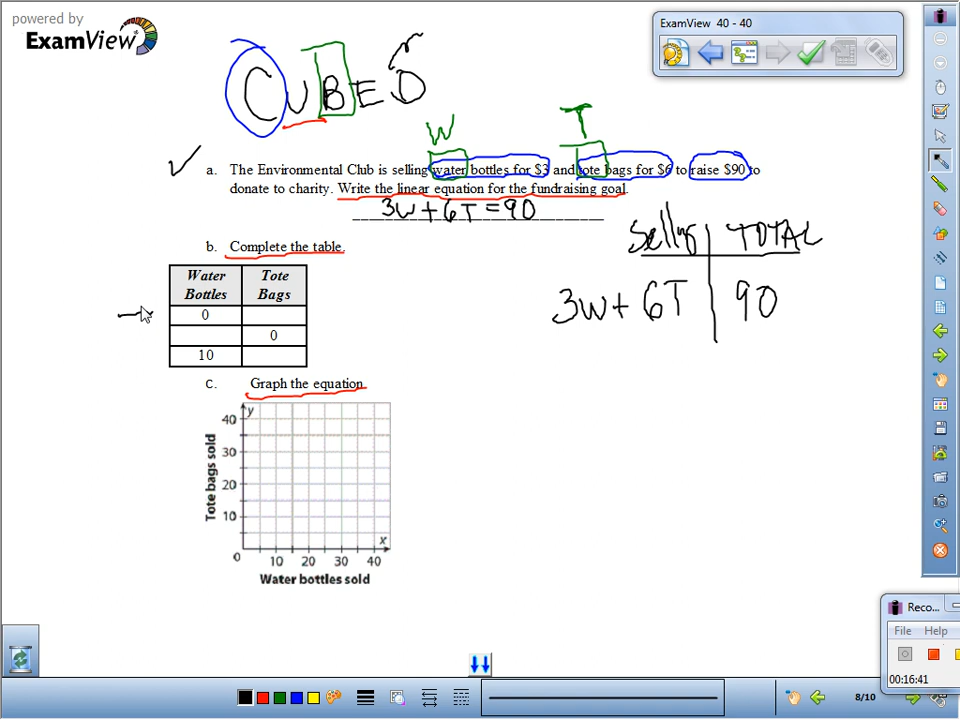 powered by
ExamView
ExamView 40 - 40
CUBES
W T
a. The Environmental Club is selling water bottles for $3 and tote bags for $6 to raise $90 to
donate to charity. Write the linear equation for the fundraising goal.
3W+6T=90
Selling TOTAL
3W+6T 90
b. Complete the table.
Water Bottles Tote Bags
0
0
10
c. Graph the equation
y
40
30
20
10
Tote bags sold
x
0 10 20 30 40
Water bottles sold
Reco...
File Help
00:16:41
8/10